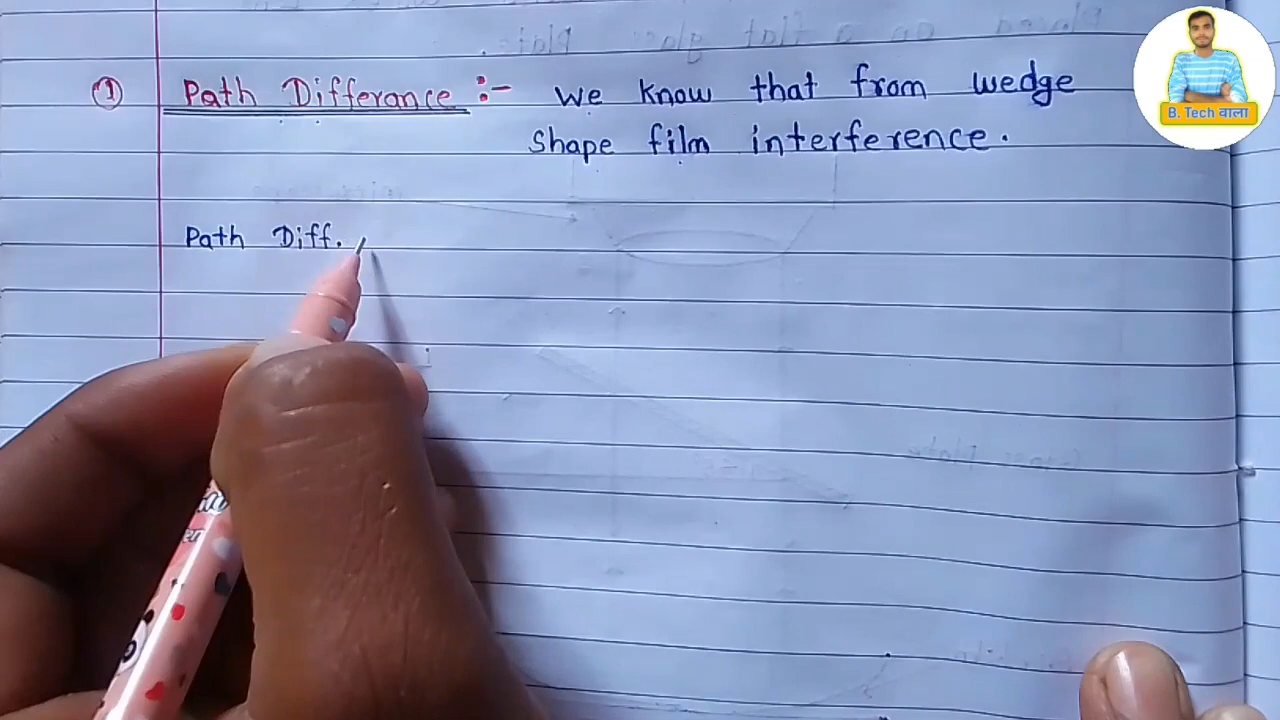 ① Path Differance :- We know that from wedge
shape film interference.
Path Diff.
B. Tech वाला